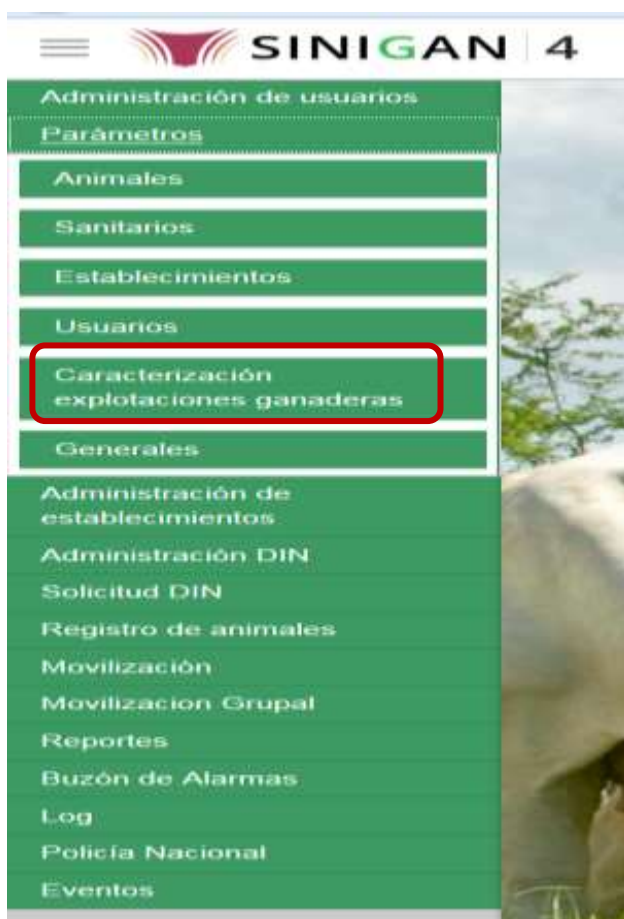 SINIGAN 4
Administración de usuarios
Parámetros
Animales
Sanitarios
Establecimientos
Usuarios
Caracterización
explotaciones ganaderas
Generales
Administración de
establecimientos
Administración DIN
Solicitud DIN
Registro de animales
Movilización
Movilizacion Grupal
Reportes
Buzón de Alarmas
Log
Policía Nacional
Eventos